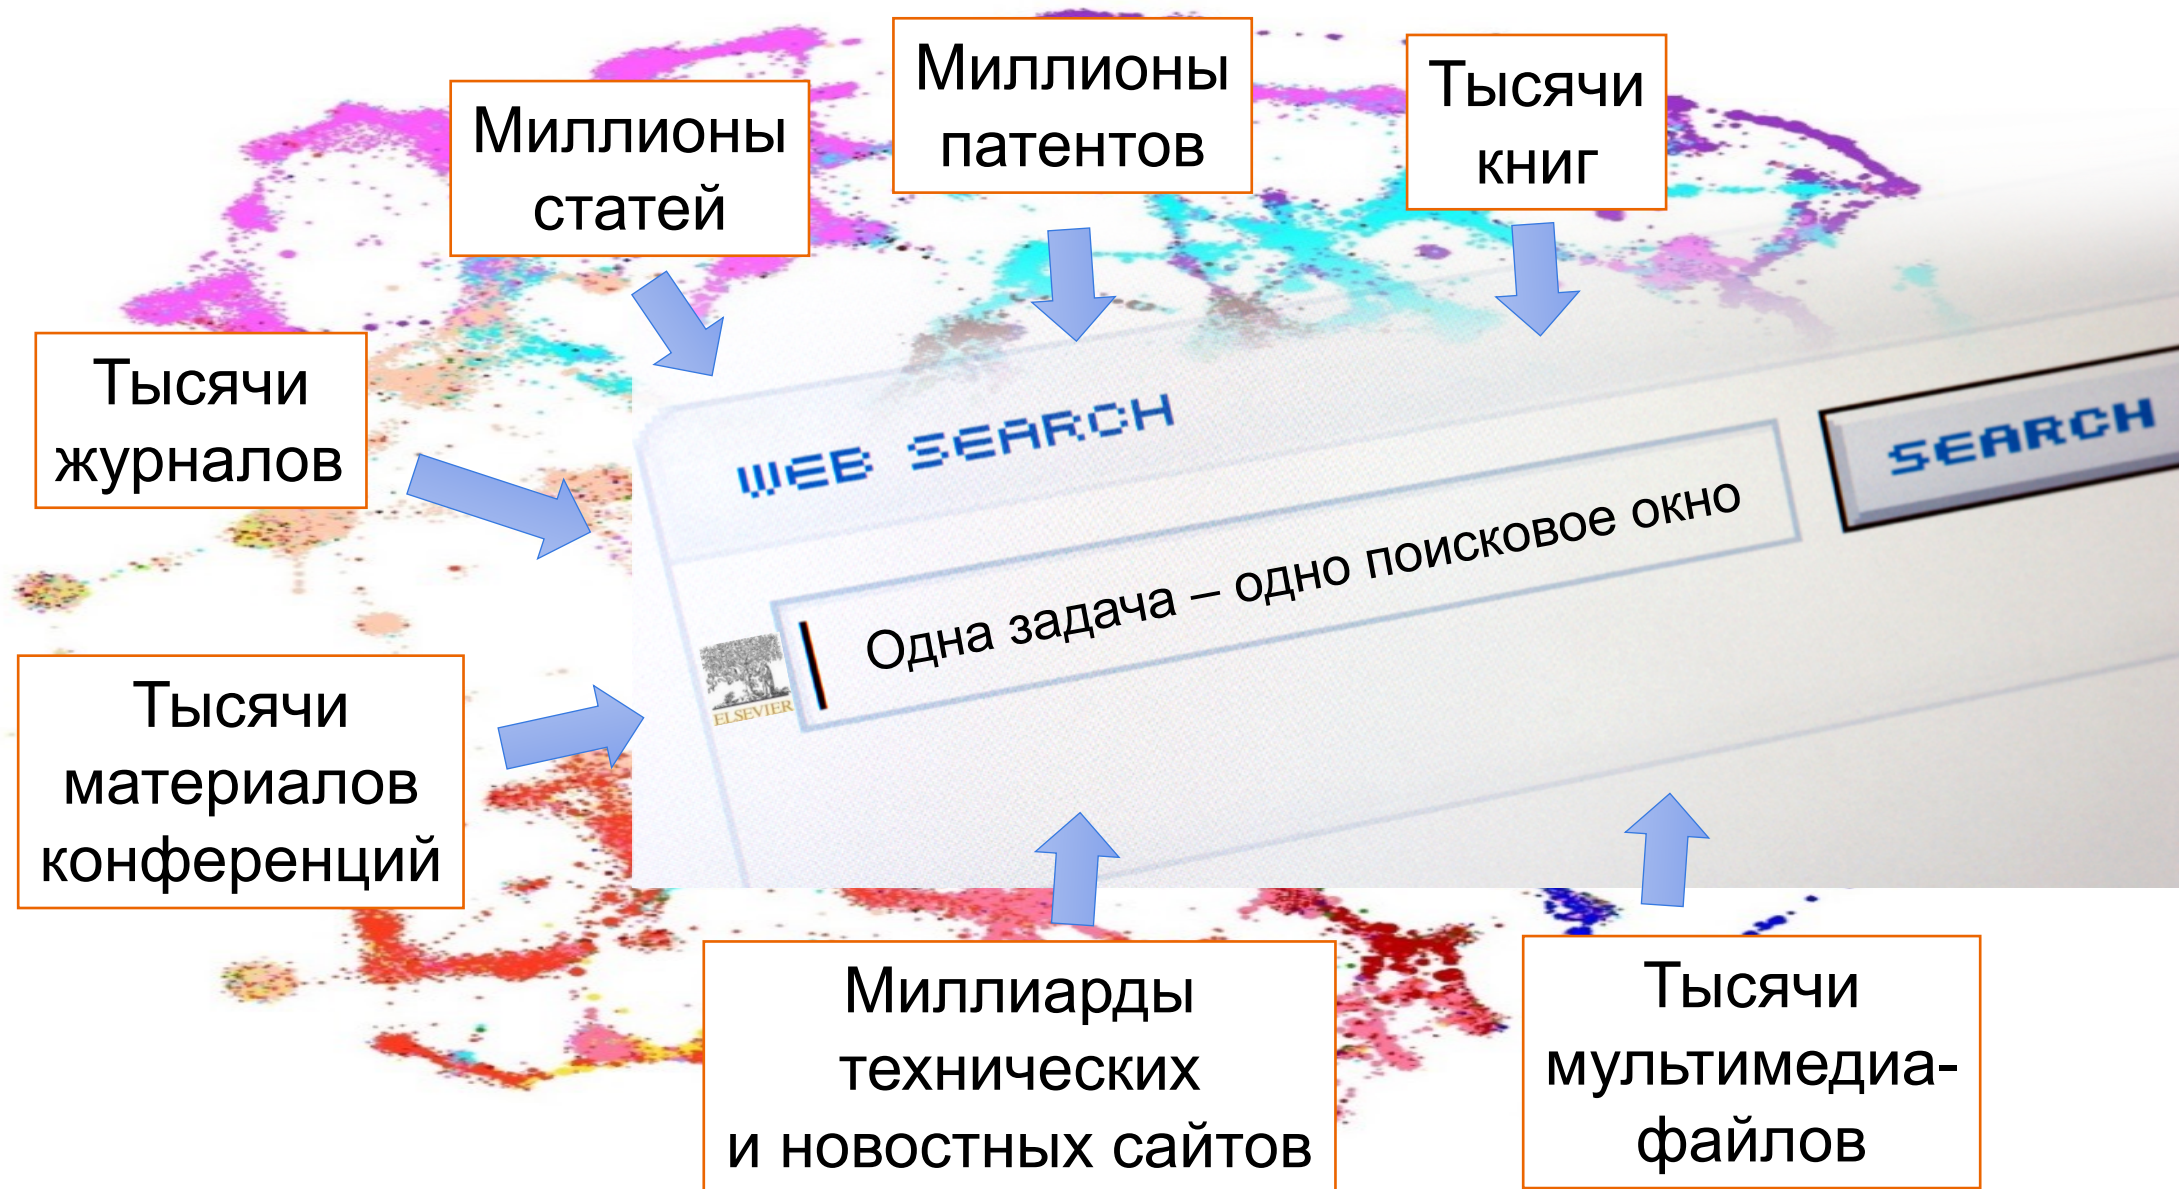 Миллионы
статей
Миллионы
патентов
Тысячи
книг
Тысячи
журналов
WEB SEARCH
SEARCH
Одна задача – одно поисковое окно
ELSEVIER
Тысячи
материалов
конференций
Миллиарды
технических
и новостных сайтов
Тысячи
мультимедиа-
файлов